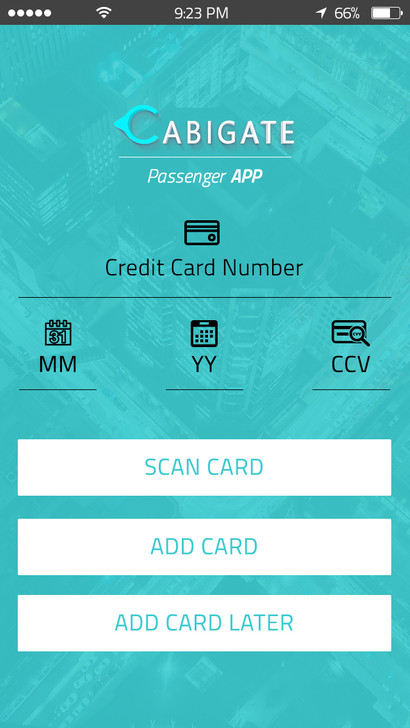 9:23 PM 66%
CABIGATE
Passenger APP
Credit Card Number
31 CVV
MM YY CCV
SCAN CARD
ADD CARD
ADD CARD LATER